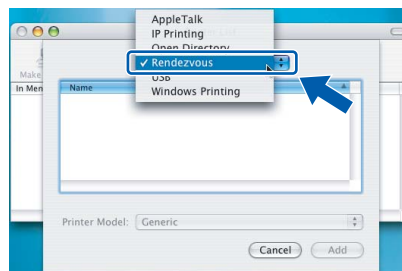 AppleTalk
IP Printing
Open Directory
✓ Rendezvous
USB
Windows Printing
Make
In Men
Name
Printer Model: Generic
Cancel Add